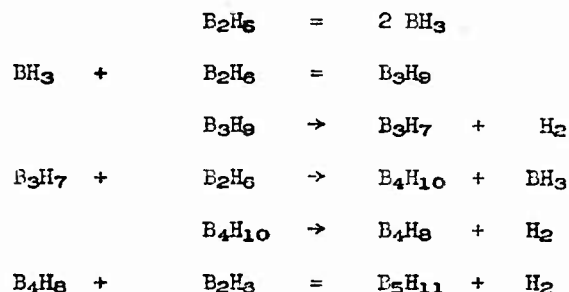 B₂H₆ = 2 BH₃
BH₃ + B₂H₆ = B₃H₉
B₃H₉ → B₃H₇ + H₂
B₃H₇ + B₂H₆ → B₄H₁₀ + BH₃
B₄H₁₀ → B₄H₈ + H₂
B₄H₈ + B₂H₃ = B₅H₁₁ + H₂